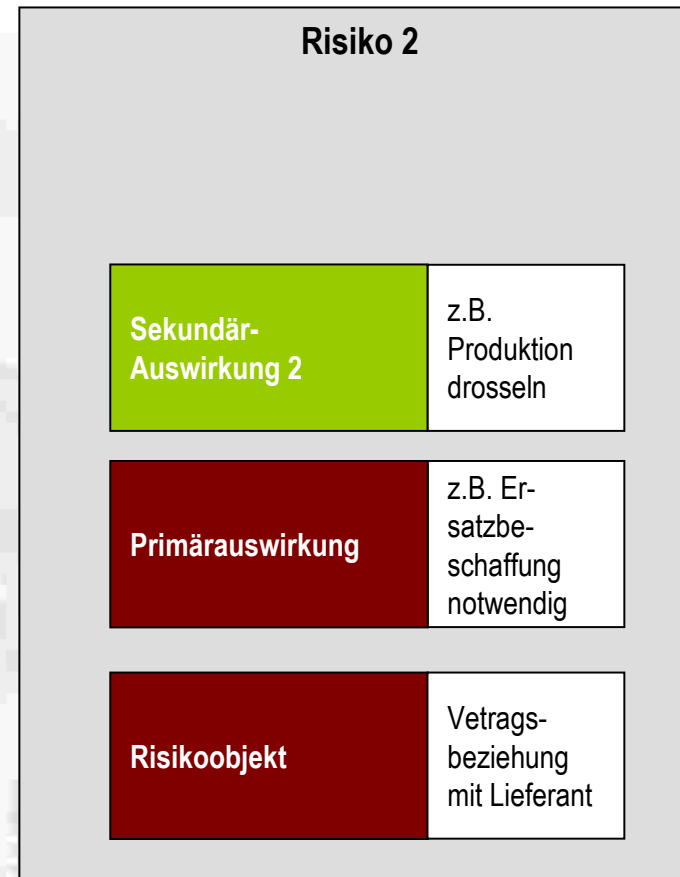 Risiko 2
Sekundär-
Auswirkung 2
z.B.
Produktion
drosseln
Primärauswirkung
z.B. Er-
satzbe-
schaffung
notwendig
Risikoobjekt
Vetrags-
beziehung
mit Lieferant